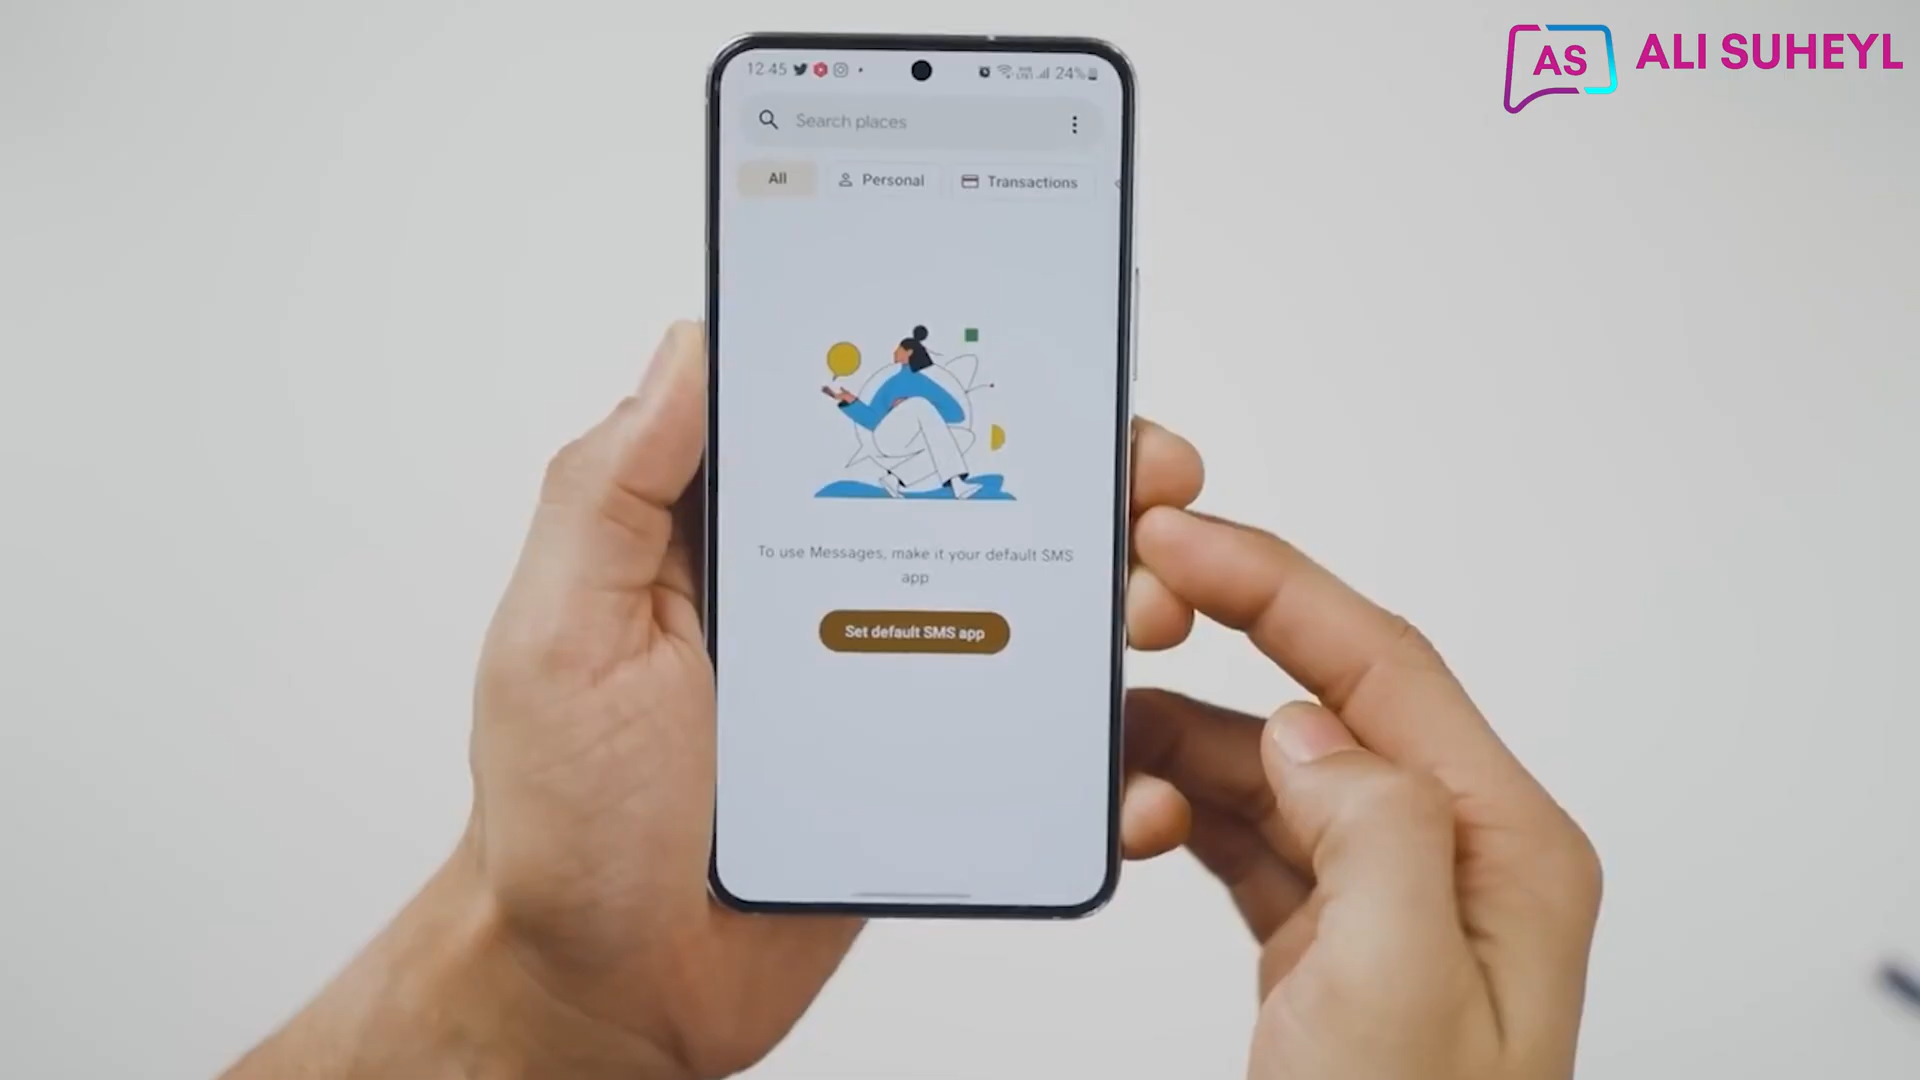 AS ALI SUHEYL
12.45
24%
Search places
All Personal Transactions
To use Messages, make it your default SMS
app
Set default SMS app